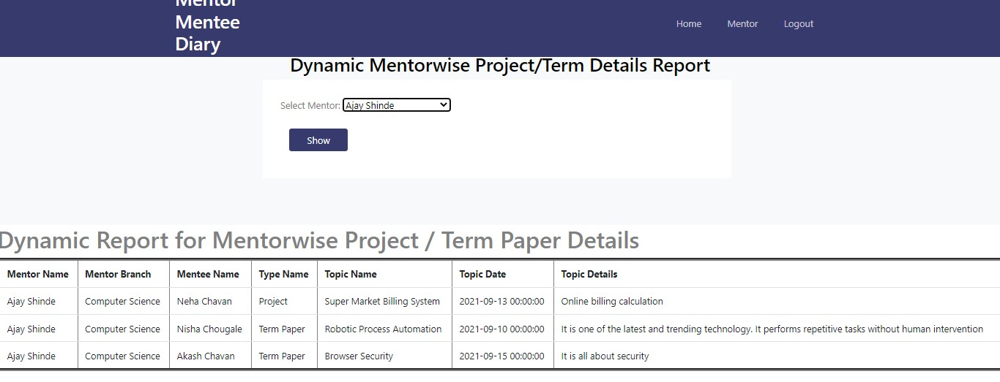 Mentor
Mentee
Diary
Home Mentor Logout
Dynamic Mentorwise Project/Term Details Report
Select Mentor: Ajay Shinde
Show
Dynamic Report for Mentorwise Project / Term Paper Details
Mentor Name Mentor Branch Mentee Name Type Name Topic Name Topic Date Topic Details
Ajay Shinde Computer Science Neha Chavan Project Super Market Billing System 2021-09-13 00:00:00 Online billing calculation
Ajay Shinde Computer Science Nisha Chougale Term Paper Robotic Process Automation 2021-09-10 00:00:00 It is one of the latest and trending technology. It performs repetitive tasks without human intervention
Ajay Shinde Computer Science Akash Chavan Term Paper Browser Security 2021-09-15 00:00:00 It is all about security